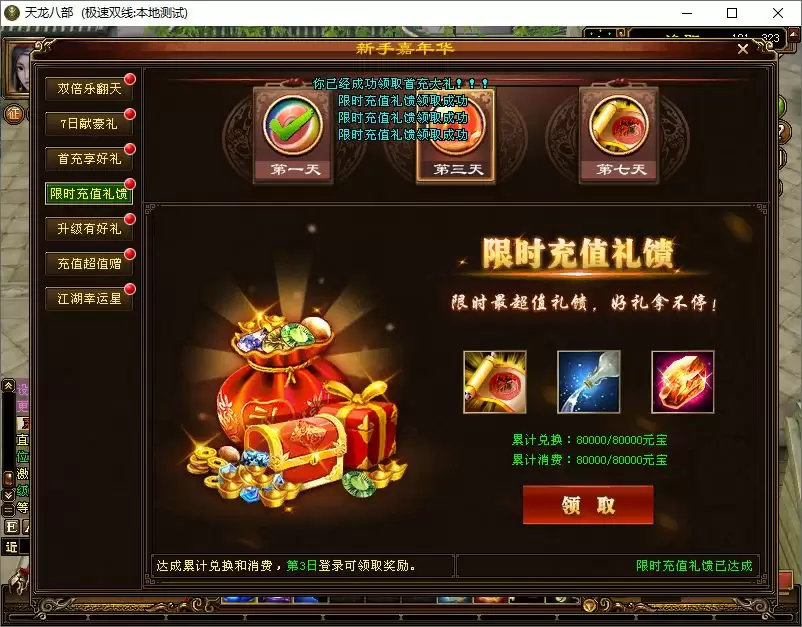 天龙八部 (极速双线:本地测试)
新手嘉年华
双倍乐翻天
7日献豪礼
首充享好礼
限时充值礼馈
升级有好礼
充值超值赠
江湖幸运星
你已经成功领取首充大礼!!!
限时充值礼馈领取成功
限时充值礼馈领取成功
限时充值礼馈领取成功
第一天
第三天
第七天
限时充值礼馈
限时最超值礼馈，好礼拿不停!
累计兑换：80000/80000元宝
累计消费：80000/80000元宝
领取
达成累计兑换和消费，第3日登录可领取奖励。
限时充值礼馈已达成
征
近